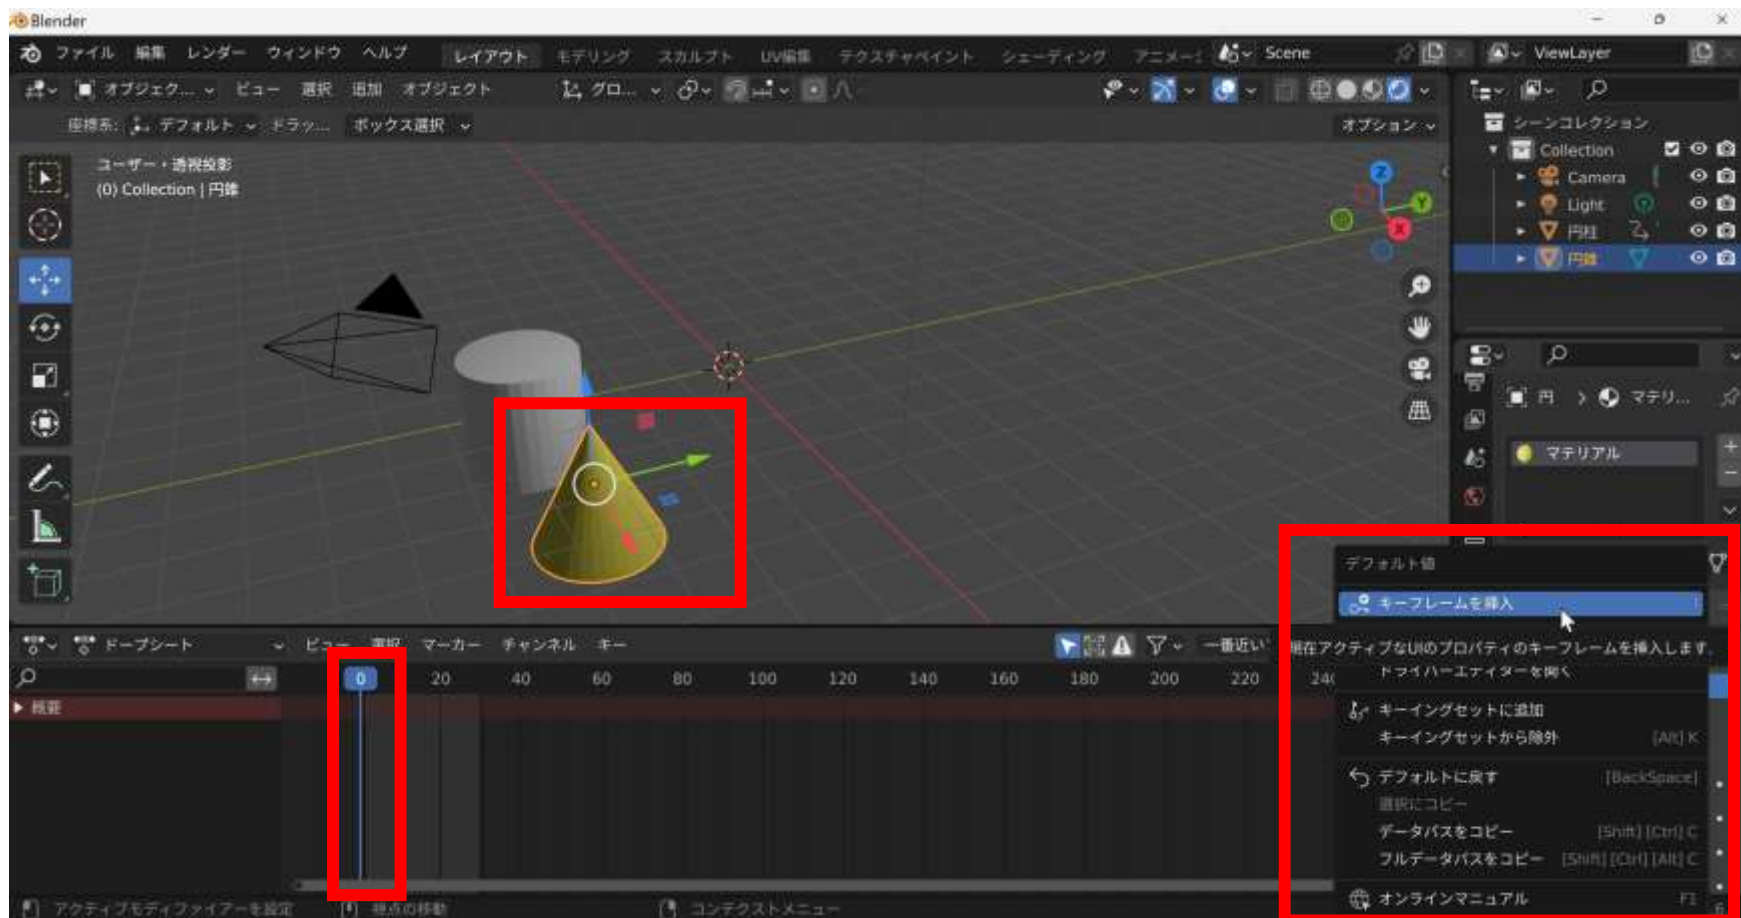 Blender
ファイル 編集 レンダー ウィンドウ ヘルプ レイアウト モデリング スカルプト UV編集 テクスチャペイント シェーディング アニメー Scene ViewLayer
オブジェク... ビュー 選択 追加 オブジェクト グロ...
座標系: デフォルト ドラッ... ボックス選択 オプション
シーンコレクション
Collection
Camera
Light
円柱
円錐
ユーザー・透視投影
(0) Collection | 円錐
Z
Y
X
円 マテリ...
マテリアル
デフォルト値
キーフレームを挿入 I
現在アクティブなUIのプロパティのキーフレームを挿入します.
ドライバーエディターを開く
キーイングセットに追加
キーイングセットから除外 [Alt] K
デフォルトに戻す [BackSpace]
選択にコピー
データパスをコピー [Shift] [Ctrl] C
フルデータパスをコピー [Shift] [Ctrl] [Alt] C
オンラインマニュアル F1
ドープシート ビュー 選択 マーカー チャンネル キー 一番近い
0 20 40 60 80 100 120 140 160 180 200 220 240
概要
アクティブモディファイアーを設定 視点の移動 コンテクストメニュー